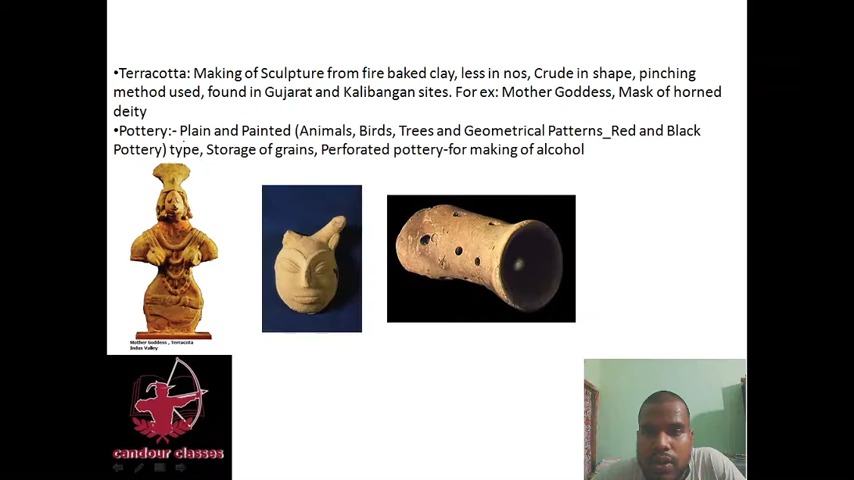 •Terracotta: Making of Sculpture from fire baked clay, less in nos, Crude in shape, pinching
method used, found in Gujarat and Kalibangan sites. For ex: Mother Goddess, Mask of horned
deity
•Pottery:- Plain and Painted (Animals, Birds, Trees and Geometrical Patterns_Red and Black
Pottery) type, Storage of grains, Perforated pottery-for making of alcohol
Mother Goddess , Terracota
Indus Valley
candour classes